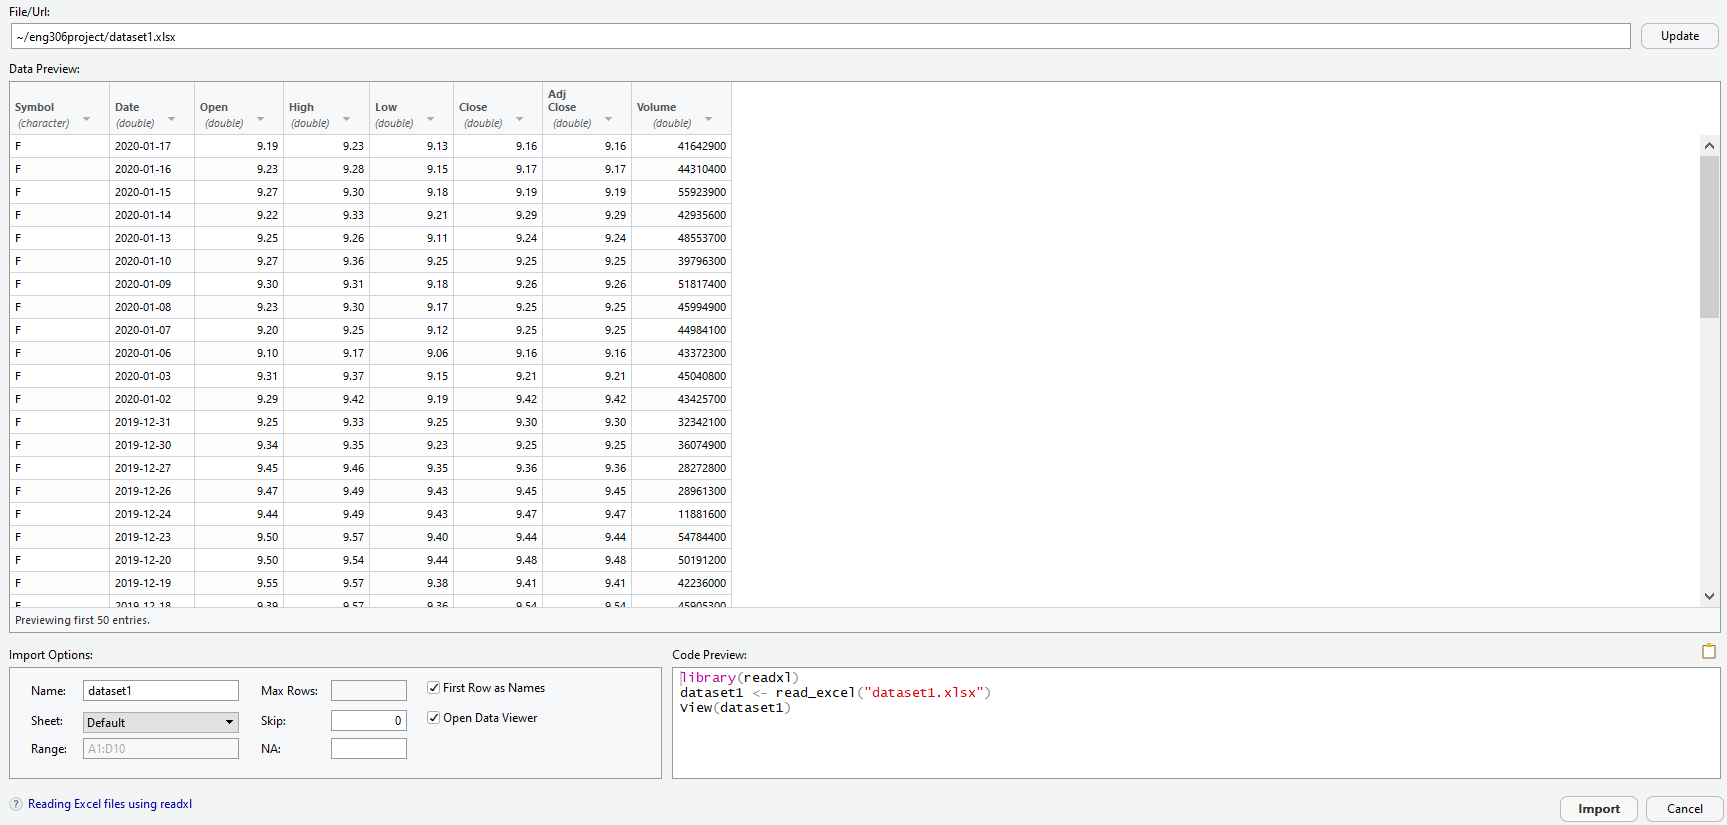 File/Url:
~/eng306project/dataset1.xlsx
Update
Data Preview:
Symbol Date Open High Low Close Adj Close Volume
(character) (double) (double) (double) (double) (double) (double) (double)
F 2020-01-17 9.19 9.23 9.13 9.16 9.16 41642900
F 2020-01-16 9.23 9.28 9.15 9.17 9.17 44310400
F 2020-01-15 9.27 9.30 9.18 9.19 9.19 55923900
F 2020-01-14 9.22 9.33 9.21 9.29 9.29 42935600
F 2020-01-13 9.25 9.26 9.11 9.24 9.24 48553700
F 2020-01-10 9.27 9.36 9.25 9.25 9.25 39796300
F 2020-01-09 9.30 9.31 9.18 9.26 9.26 51817400
F 2020-01-08 9.23 9.30 9.17 9.25 9.25 45994900
F 2020-01-07 9.20 9.25 9.12 9.25 9.25 44984100
F 2020-01-06 9.10 9.17 9.06 9.16 9.16 43372300
F 2020-01-03 9.31 9.37 9.15 9.21 9.21 45040800
F 2020-01-02 9.29 9.42 9.19 9.42 9.42 43425700
F 2019-12-31 9.25 9.33 9.25 9.30 9.30 32342100
F 2019-12-30 9.34 9.35 9.23 9.25 9.25 36074900
F 2019-12-27 9.45 9.46 9.35 9.36 9.36 28272800
F 2019-12-26 9.47 9.49 9.43 9.45 9.45 28961300
F 2019-12-24 9.44 9.49 9.43 9.47 9.47 11881600
F 2019-12-23 9.50 9.57 9.40 9.44 9.44 54784400
F 2019-12-20 9.50 9.54 9.44 9.48 9.48 50191200
F 2019-12-19 9.55 9.57 9.38 9.41 9.41 42236000
F 2019-12-18 9.39 9.57 9.36 9.54 9.54 45905300
Previewing first 50 entries.
Import Options:
Name: dataset1 Max Rows: First Row as Names
Sheet: Default Skip: 0 Open Data Viewer
Range: A1:D10 NA:
Code Preview:
library(readxl)
dataset1 <- read_excel("dataset1.xlsx")
View(dataset1)
? Reading Excel files using readxl
Import Cancel